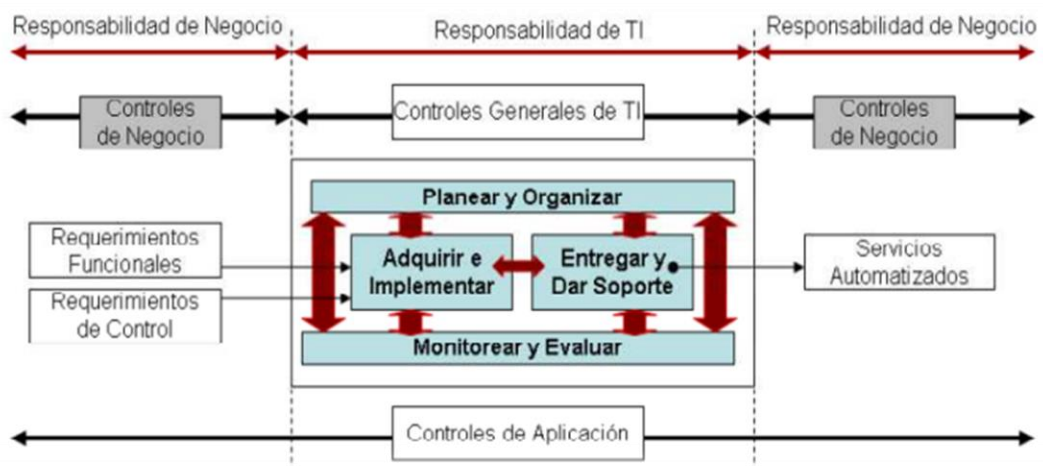 Responsabilidad de Negocio
Responsabilidad de TI
Responsabilidad de Negocio
Controles
de Negocio
Controles Generales de TI
Controles
de Negocio
Planear y Organizar
Requerimientos
Funcionales
Adquirir e
Implementar
Entregar y
Dar Soporte
Servicios
Automatizados
Requerimientos
de Control
Monitorear y Evaluar
Controles de Aplicación